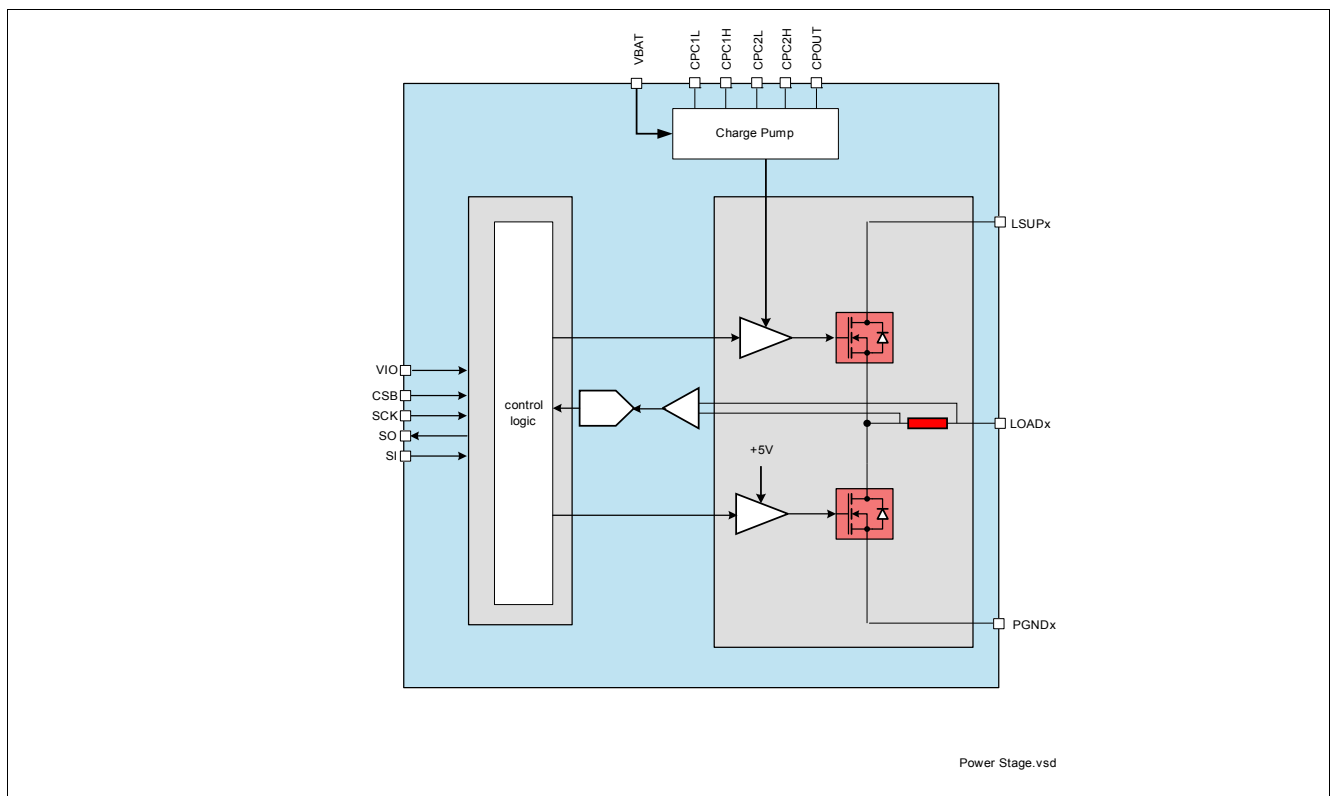 VBAT
CPC1L
CPC1H
CPC2L
CPC2H
CPOUT
Charge Pump
LSUPx
VIO
CSB
SCK
SO
SI
control
logic
LOADx
+5V
PGNDx
Power Stage.vsd